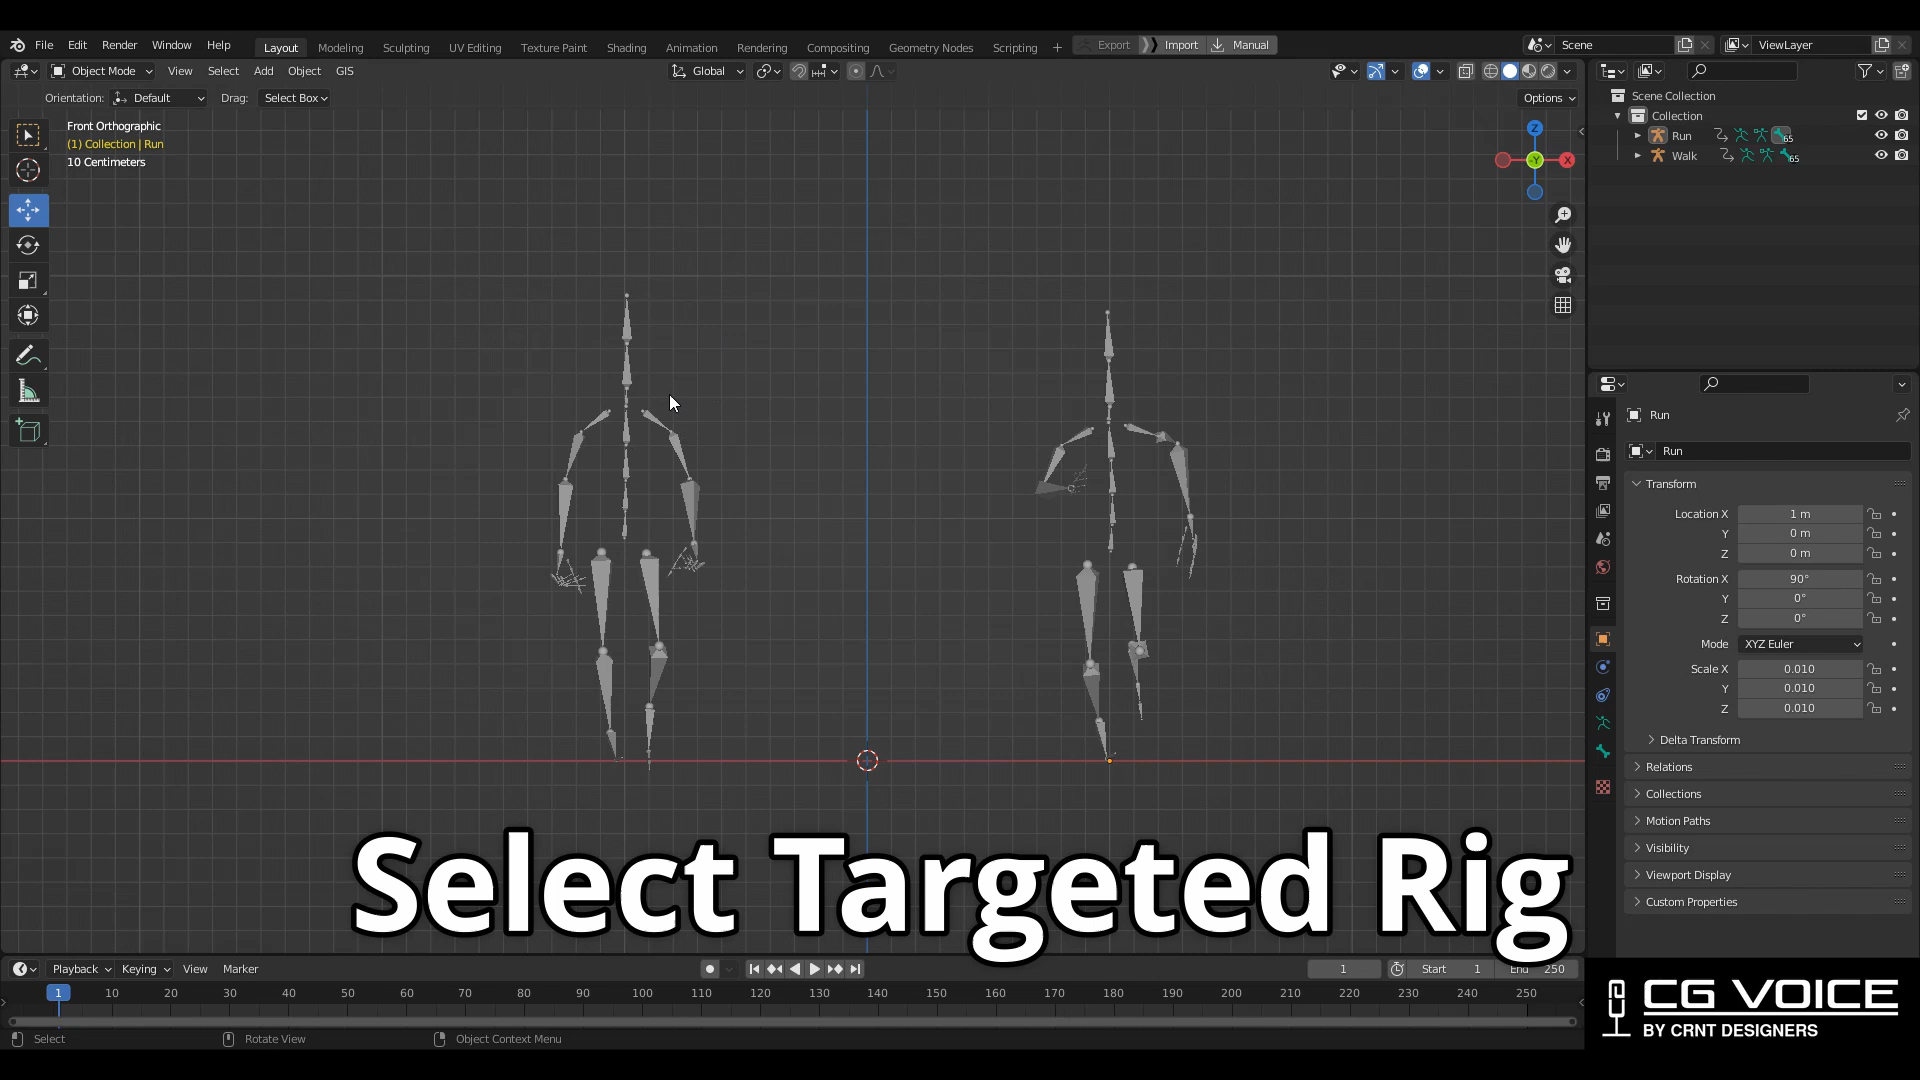 File Edit Render Window Help Layout Modeling Sculpting UV Editing Texture Paint Shading Animation Rendering Compositing Geometry Nodes Scripting + Export Import Manual Scene ViewLayer
Object Mode View Select Add Object GIS Global
Orientation: Default Drag: Select Box Options
Front Orthographic
(1) Collection | Run
10 Centimeters
Z
Y
X
Scene Collection
Collection
Run 65
Walk 65
Run
Run
Transform
Location X 1 m
Y 0 m
Z 0 m
Rotation X 90°
Y 0°
Z 0°
Mode XYZ Euler
Scale X 0.010
Y 0.010
Z 0.010
Delta Transform
Relations
Collections
Motion Paths
Visibility
Viewport Display
Custom Properties
Select Targeted Rig
Playback Keying View Marker 1 Start 1 End 250
1 10 20 30 40 50 60 70 80 90 100 110 120 130 140 150 160 170 180 190 200 210 220 230 240 250
Select Rotate View Object Context Menu
CG VOICE
BY CRNT DESIGNERS